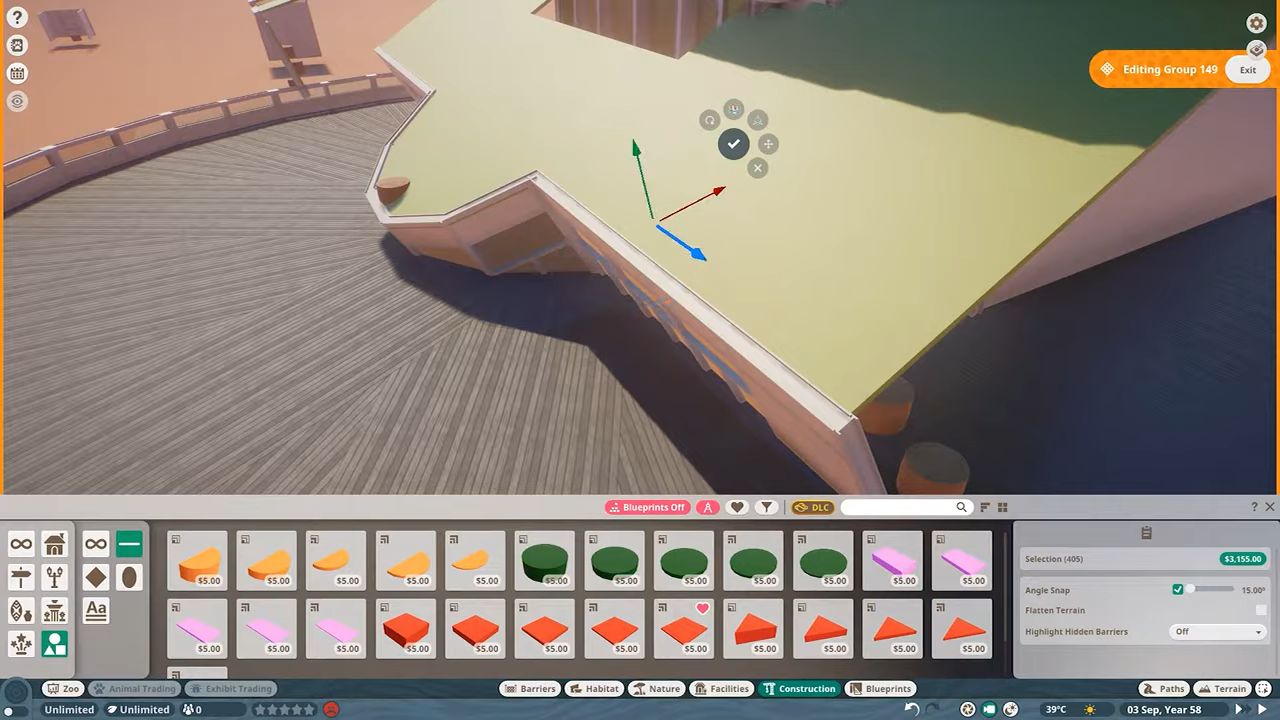 ?
Editing Group 149
Exit
Blueprints Off
DLC
? ×
$5.00 $5.00 $5.00 $5.00 $5.00 $5.00 $5.00 $5.00 $5.00 $5.00 $5.00 $5.00
Selection (405) $3,155.00
Angle Snap 15.00°
Flatten Terrain
Aa
Highlight Hidden Barriers Off
$5.00 $5.00 $5.00 $5.00 $5.00 $5.00 $5.00 $5.00 $5.00 $5.00 $5.00 $5.00
Zoo Animal Trading Exhibit Trading Barriers Habitat Nature Facilities Construction Blueprints Paths Terrain
Unlimited Unlimited 0 39°C 03 Sep, Year 58